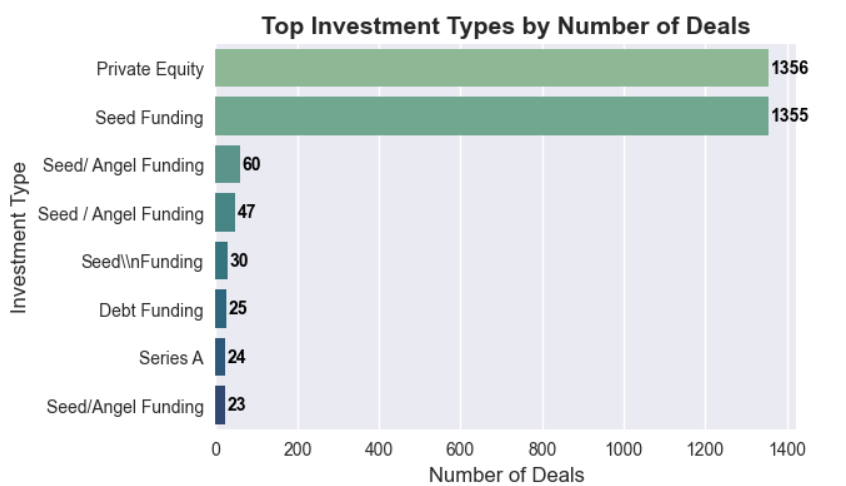 Top Investment Types by Number of Deals
Investment Type
Private Equity 1356
Seed Funding 1355
Seed/ Angel Funding 60
Seed / Angel Funding 47
Seed\\nFunding 30
Debt Funding 25
Series A 24
Seed/Angel Funding 23
0 200 400 600 800 1000 1200 1400
Number of Deals